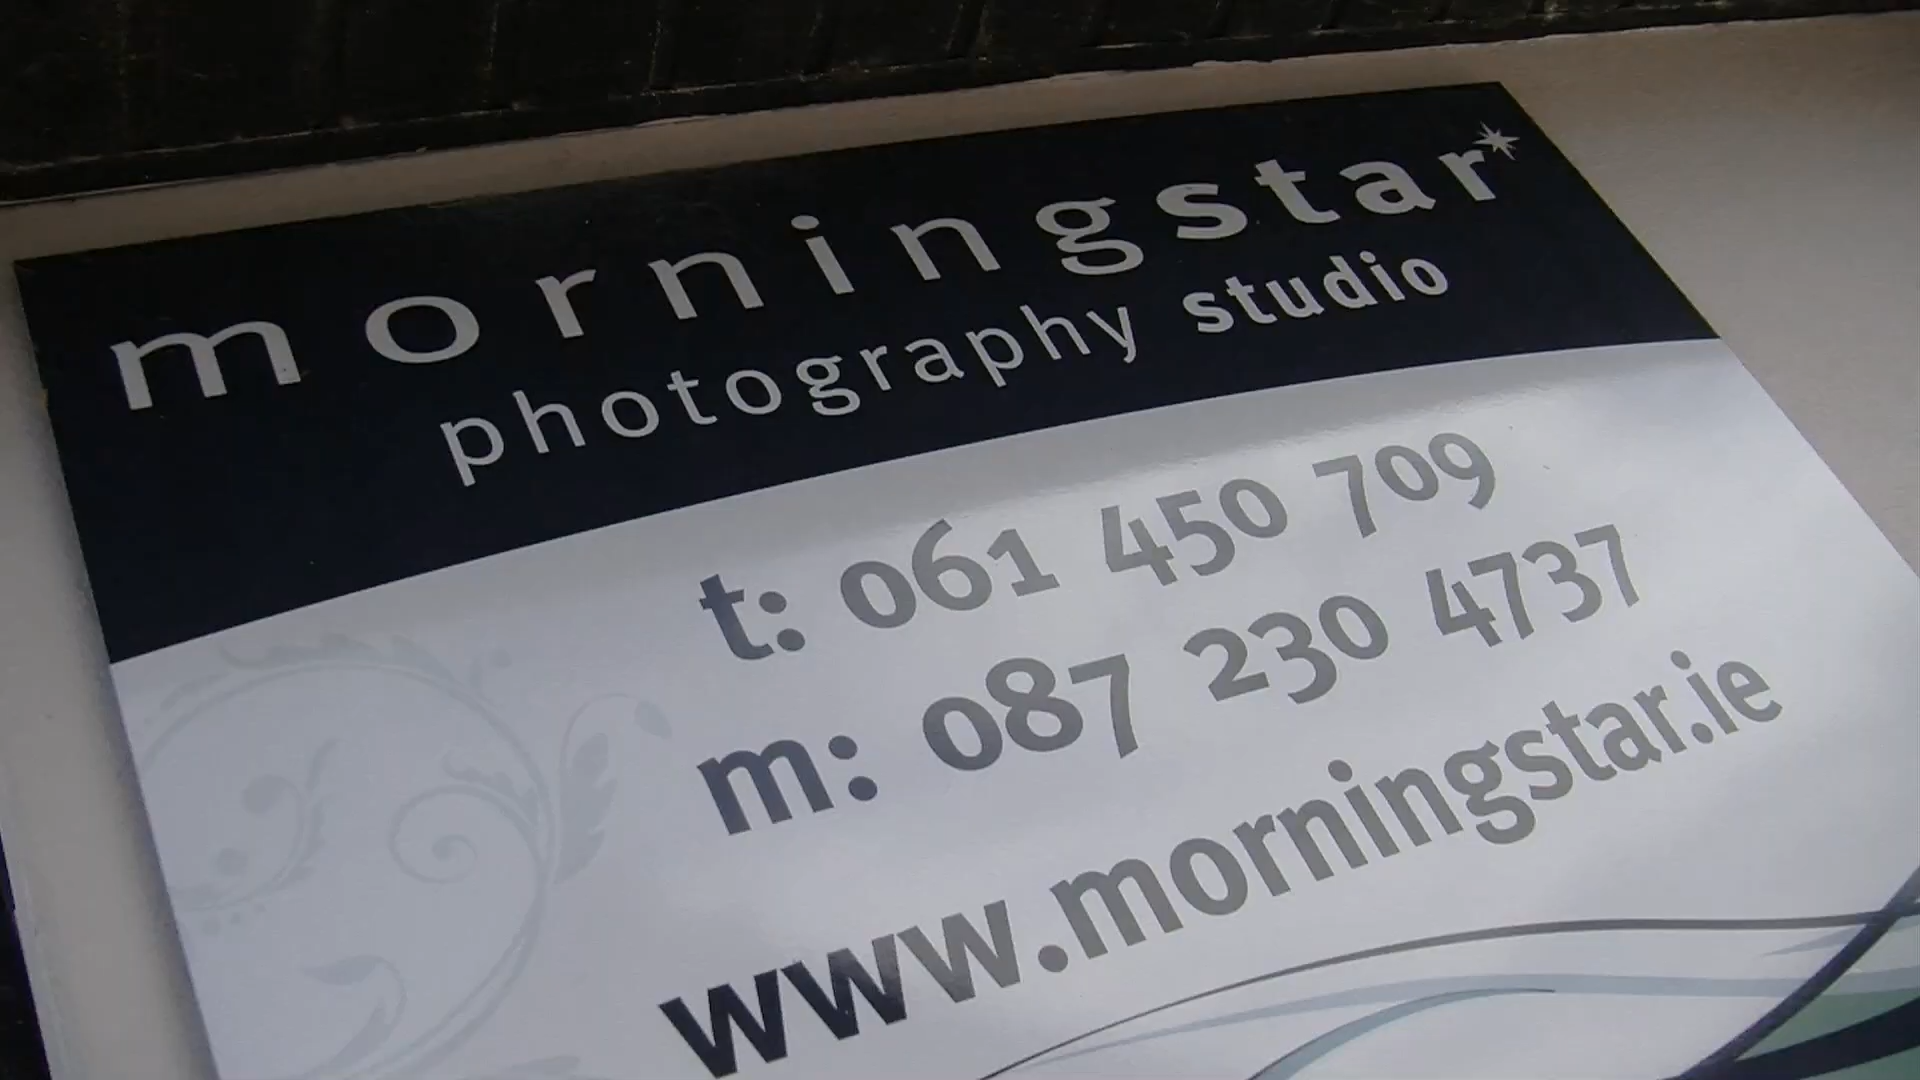 morningstar*
photography studio
t: 061 450 709
m: 087 230 4737
www.morningstar.ie